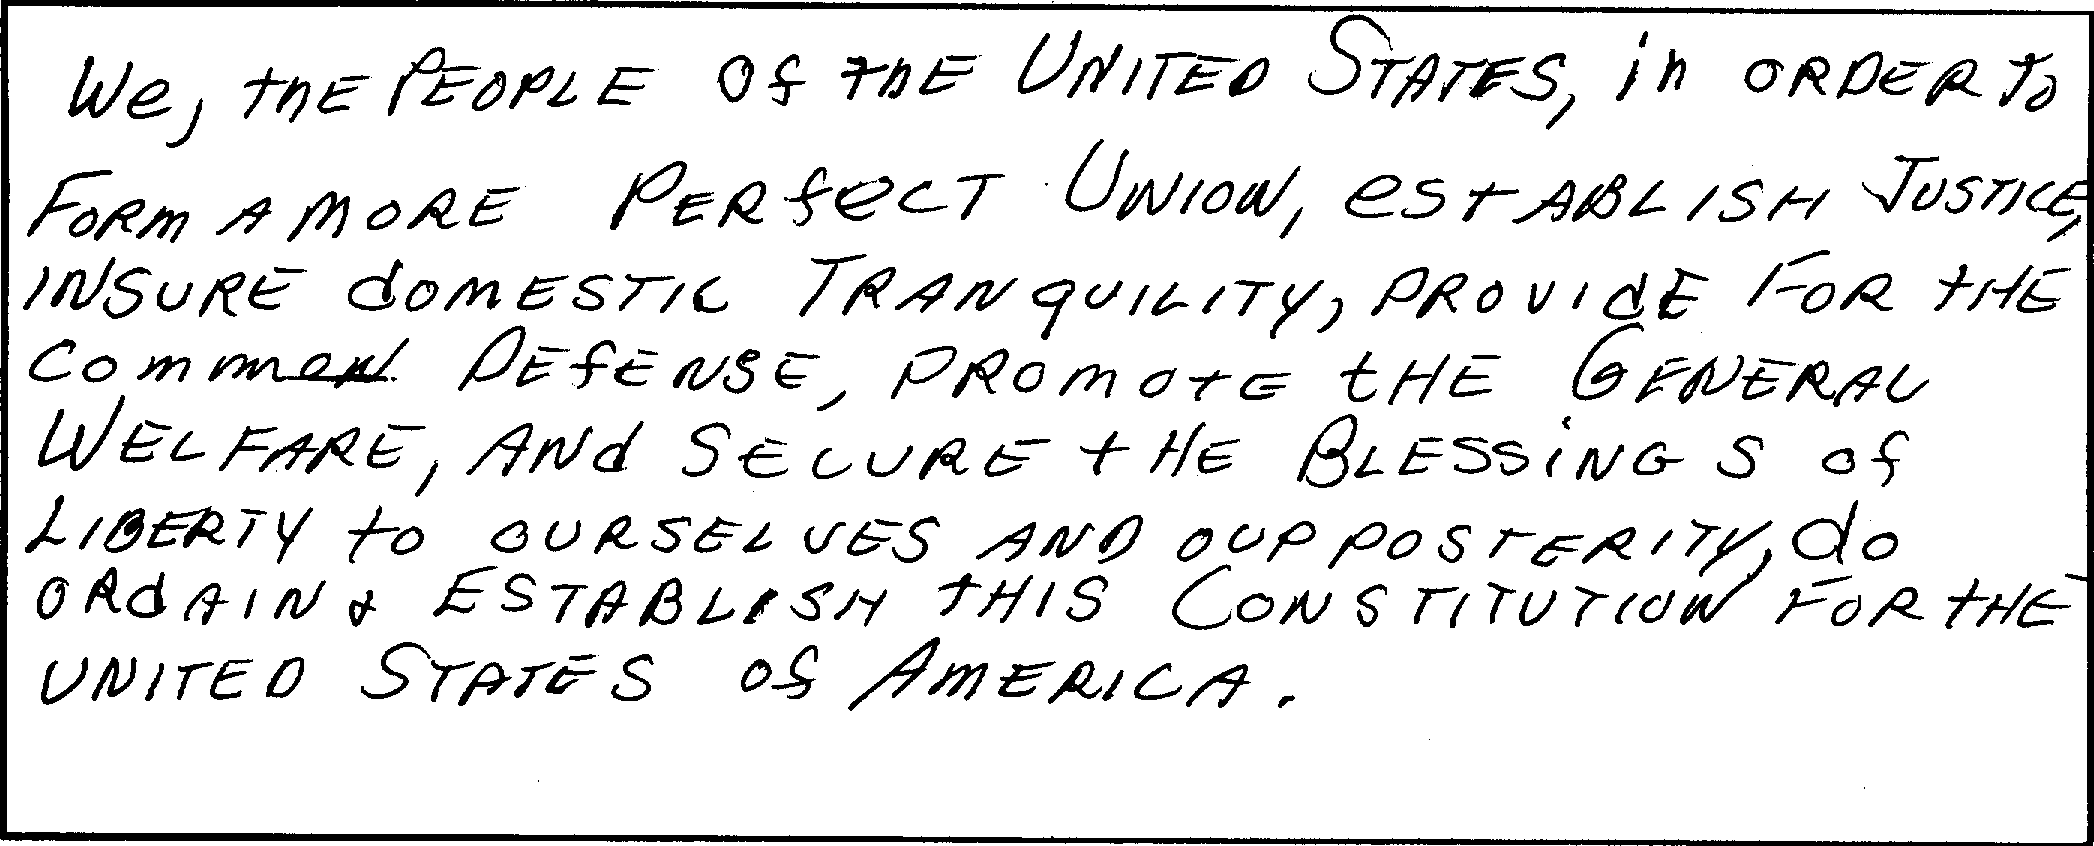 We, thE PEOPLE Of thE UNITED STATES, in ORDER To
FORM A MORE PERfeCT UNION, eSTABLISH JUSTICE,
INSURE dOMESTIC TRANQUILITY, PROVIdE FOR tHE
COMMON DEfENSE, PROMOtE tHE GENERAL
WELFARE, ANd SECURE tHE BLESSiNGS of
LIBERTY to OURSELVES AND OUP POSTERITY, do
ORdAIN & ESTABLISH tHIS CONSTITUTION FOR tHE
UNITED STATES of AMERICA.